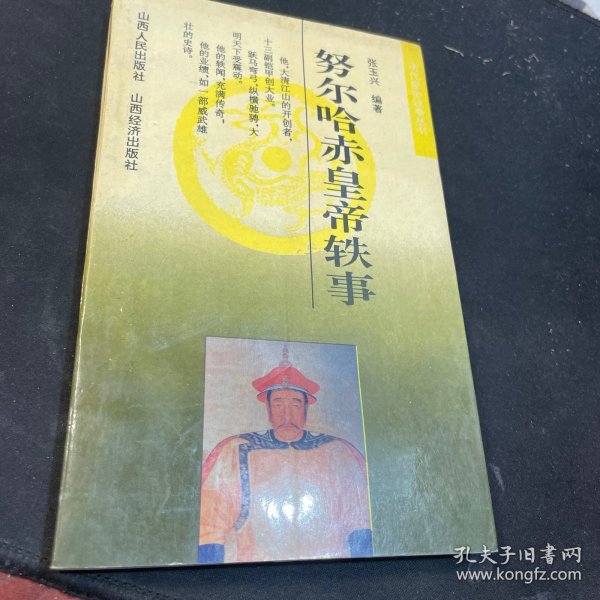 张玉兴 编著
努尔哈赤皇帝轶事
他，大清江山的开创者，
十三副铠甲创大业。
跃马弯弓，纵横驰骋，大
明天下受震动。
他的轶闻，充满传奇，
他的业绩，如一部威武雄
壮的史诗。
山西人民出版社 山西经济出版社
孔夫子旧书网
www.kongfz.com